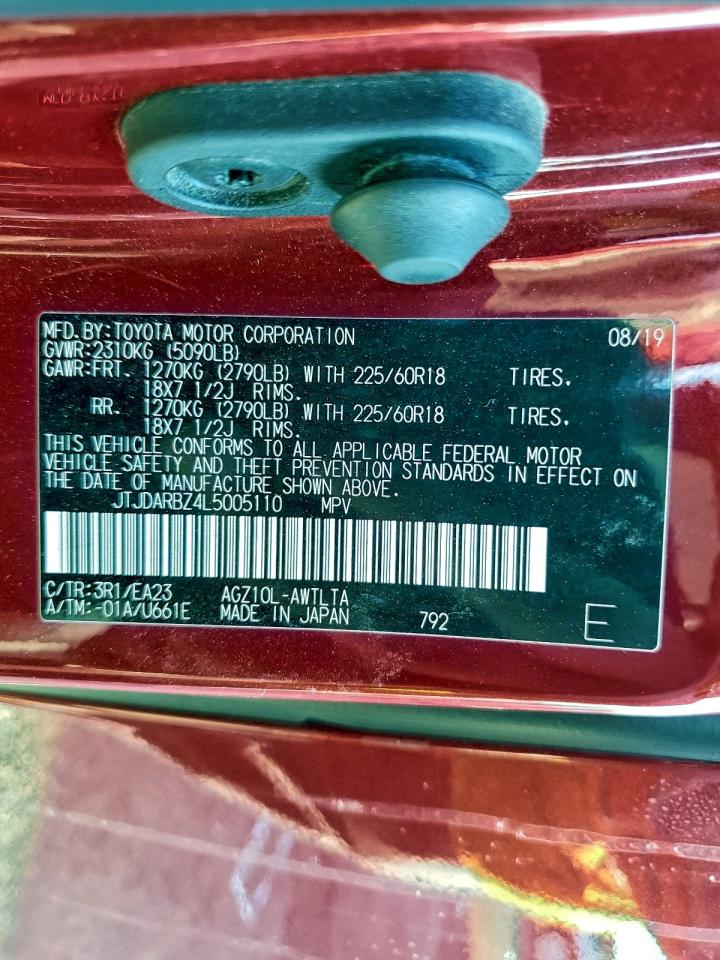 MFD.BY:TOYOTA MOTOR CORPORATION 08/19
GVWR:2310KG (5090LB)
GAWR:FRT. 1270KG (2790LB) WITH 225/60R18 TIRES.
18X7 1/2J RIMS.
RR. 1270KG (2790LB) WITH 225/60R18 TIRES.
18X7 1/2J RIMS.
THIS VEHICLE CONFORMS TO ALL APPLICABLE FEDERAL MOTOR
VEHICLE SAFETY AND THEFT PREVENTION STANDARDS IN EFFECT ON
THE DATE OF MANUFACTURE SHOWN ABOVE.
JTJDARBZ4L5005110 MPV
C/TR:3R1/EA23 AGZ10L-AWTLTA
A/TM:-01A/U661E MADE IN JAPAN 792 E